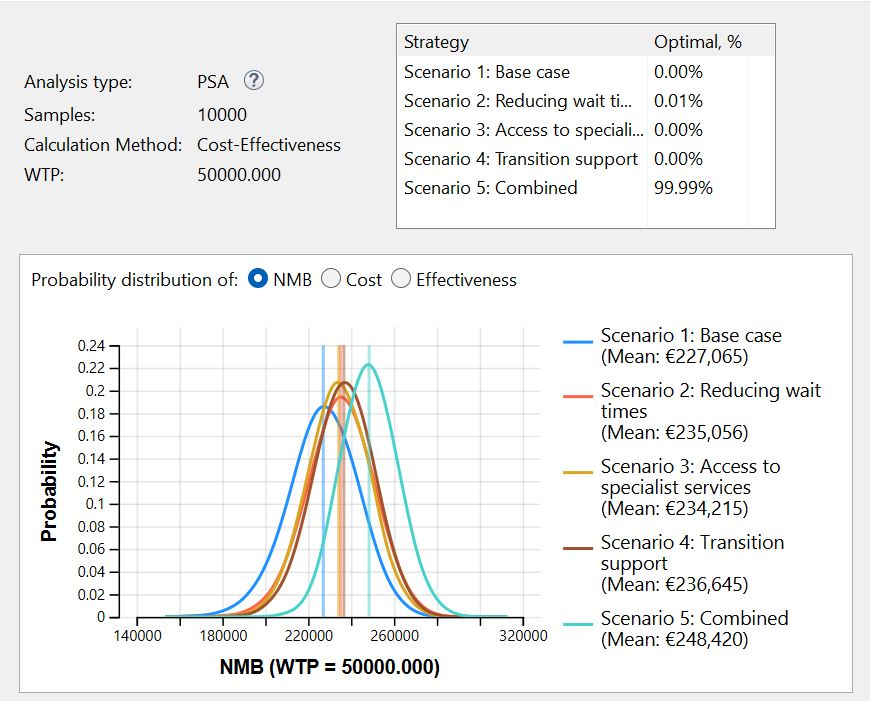 Analysis type: PSA ?
Samples: 10000
Calculation Method: Cost-Effectiveness
WTP: 50000.000
Strategy Optimal, %
Scenario 1: Base case 0.00%
Scenario 2: Reducing wait ti... 0.01%
Scenario 3: Access to speciali... 0.00%
Scenario 4: Transition support 0.00%
Scenario 5: Combined 99.99%
Probability distribution of: NMB Cost Effectiveness
0.24
0.22
0.2
0.18
0.16
0.14
0.12
0.1
0.08
0.06
0.04
0.02
0
Probability
140000 180000 220000 260000 320000
NMB (WTP = 50000.000)
Scenario 1: Base case
(Mean: €227,065)
Scenario 2: Reducing wait
times
(Mean: €235,056)
Scenario 3: Access to
specialist services
(Mean: €234,215)
Scenario 4: Transition
support
(Mean: €236,645)
Scenario 5: Combined
(Mean: €248,420)